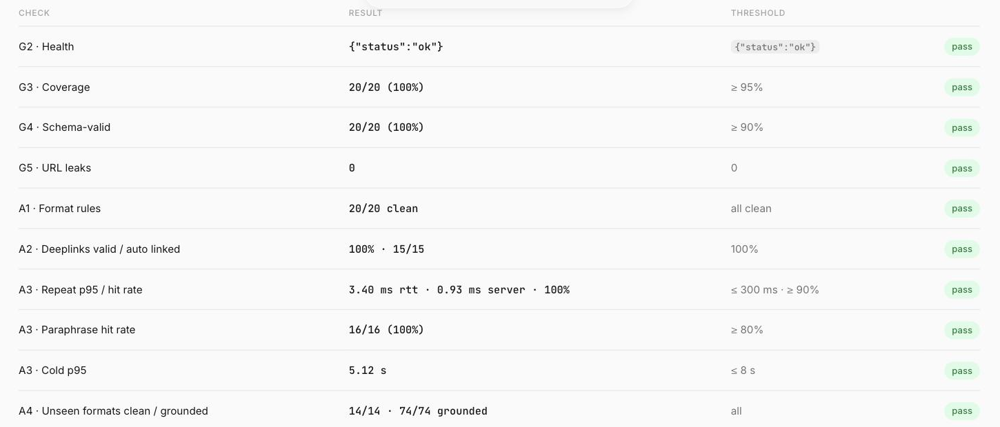 CHECK RESULT THRESHOLD
G2 · Health {"status":"ok"} {"status":"ok"} pass
G3 · Coverage 20/20 (100%) ≥ 95% pass
G4 · Schema-valid 20/20 (100%) ≥ 90% pass
G5 · URL leaks 0 0 pass
A1 · Format rules 20/20 clean all clean pass
A2 · Deeplinks valid / auto linked 100% · 15/15 100% pass
A3 · Repeat p95 / hit rate 3.40 ms rtt · 0.93 ms server · 100% ≤ 300 ms · ≥ 90% pass
A3 · Paraphrase hit rate 16/16 (100%) ≥ 80% pass
A3 · Cold p95 5.12 s ≤ 8 s pass
A4 · Unseen formats clean / grounded 14/14 · 74/74 grounded all pass